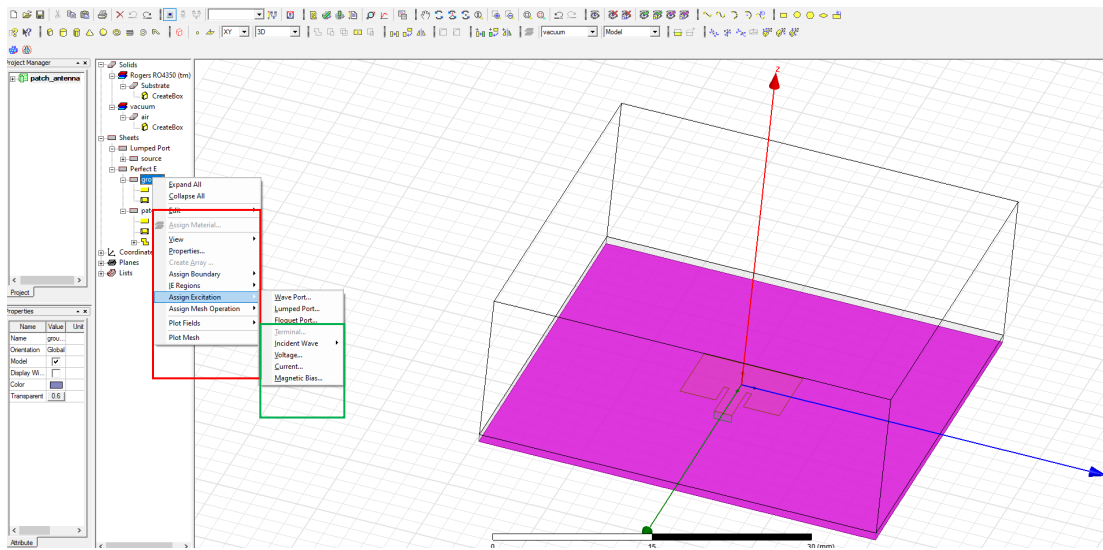 XY
3D
vacuum
Model
Project Manager
patch_antenna
Project
Properties
Name Value Unit
Name grou...
Orientation Global
Model
Display Wi...
Color
Transparent 0.6
Attribute
Solids
Rogers RO4350 (tm)
Substrate
CreateBox
vacuum
air
CreateBox
Sheets
Lumped Port
source
Perfect E
gro
patc
Coordinate
Planes
Lists
Expand All
Collapse All
Edit
Assign Material...
View
Properties...
Create Array ...
Assign Boundary
IE Regions
Assign Excitation
Assign Mesh Operation
Plot Fields
Plot Mesh
Wave Port...
Lumped Port...
Floquet Port...
Terminal...
Incident Wave
Voltage...
Current...
Magnetic Bias...
Z
0 15 30 (mm)